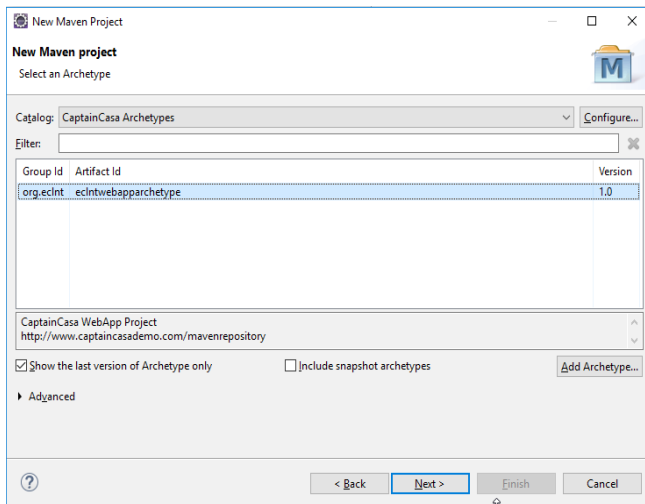 New Maven Project
New Maven project
Select an Archetype
M
Catalog: CaptainCasa Archetypes Configure...
Filter:
Group Id Artifact Id Version
org.eclnt eclntwebapparchetype 1.0
CaptainCasa WebApp Project
http://www.captaincasademo.com/mavenrepository
Show the last version of Archetype only Include snapshot archetypes Add Archetype...
Advanced
? < Back Next > Finish Cancel